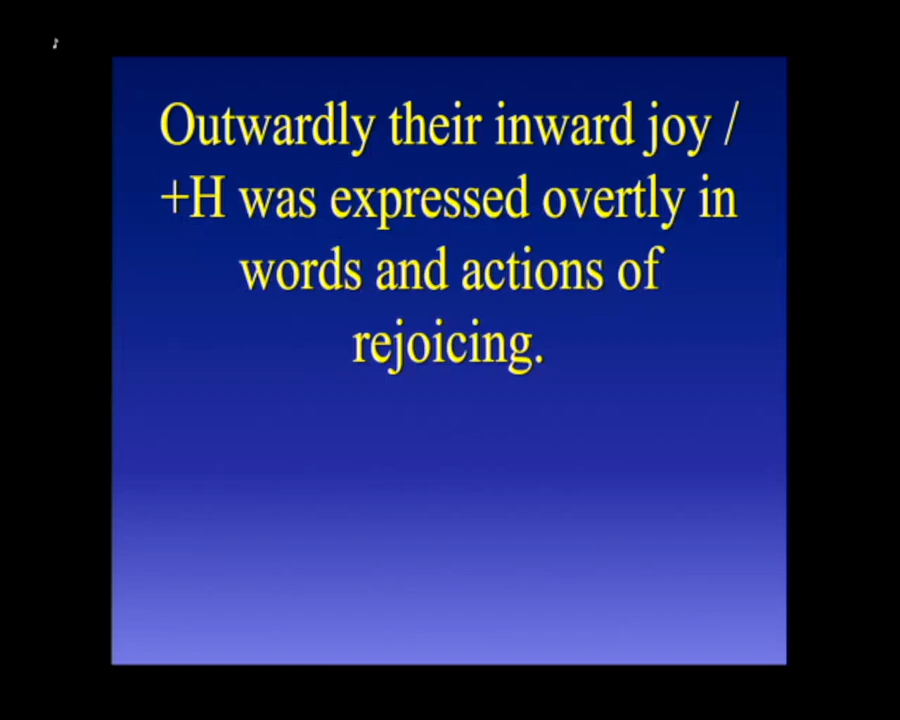 Outwardly their inward joy /
+H was expressed overtly in
words and actions of
rejoicing.